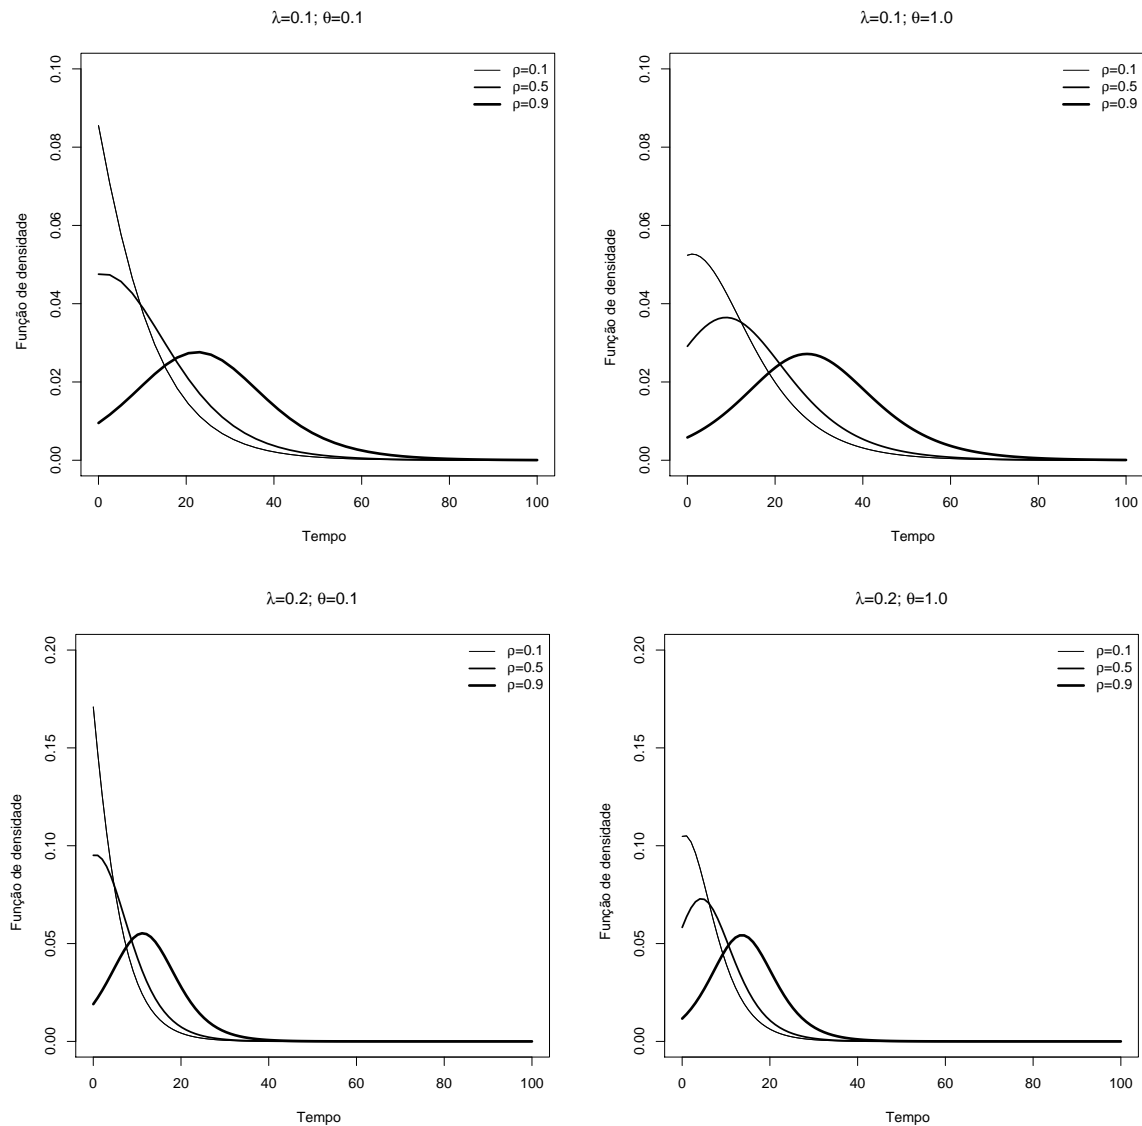 λ=0.1; θ=0.1
ρ=0.1
ρ=0.5
ρ=0.9
Função de densidade
0.10
0.08
0.06
0.04
0.02
0.00
0 20 40 60 80 100
Tempo
λ=0.1; θ=1.0
ρ=0.1
ρ=0.5
ρ=0.9
Função de densidade
0.10
0.08
0.06
0.04
0.02
0.00
0 20 40 60 80 100
Tempo
λ=0.2; θ=0.1
ρ=0.1
ρ=0.5
ρ=0.9
Função de densidade
0.20
0.15
0.10
0.05
0.00
0 20 40 60 80 100
Tempo
λ=0.2; θ=1.0
ρ=0.1
ρ=0.5
ρ=0.9
Função de densidade
0.20
0.15
0.10
0.05
0.00
0 20 40 60 80 100
Tempo